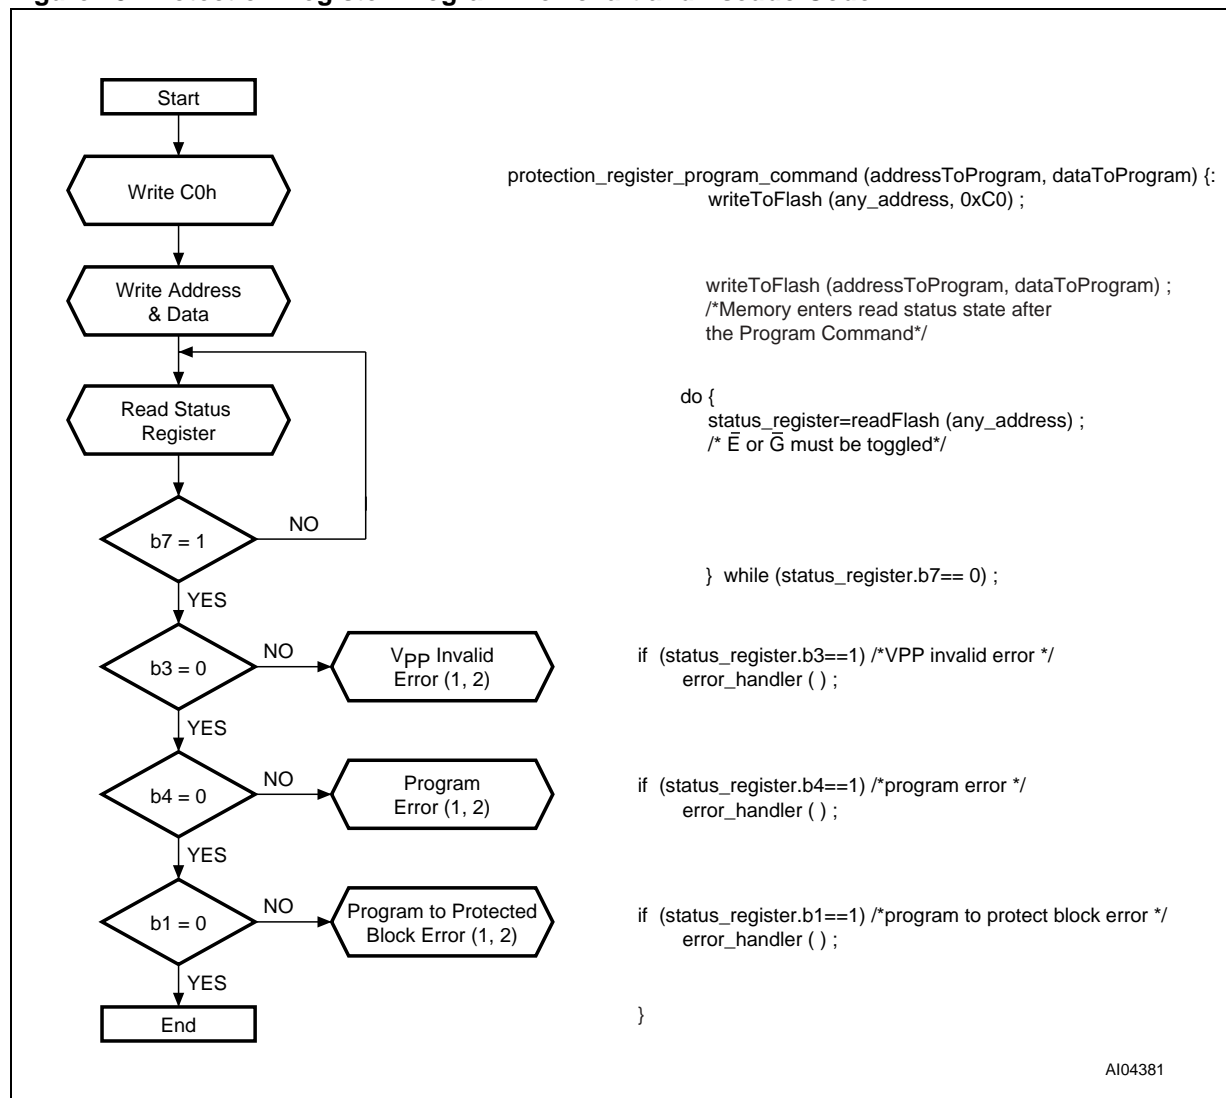 Start
Write C0h
protection_register_program_command (addressToProgram, dataToProgram) {:
writeToFlash (any_address, 0xC0) ;
Write Address
& Data
writeToFlash (addressToProgram, dataToProgram) ;
/*Memory enters read status state after
the Program Command*/
Read Status
Register
do {
status_register=readFlash (any_address) ;
/* E̅ or G̅ must be toggled*/
b7 = 1
NO
YES
} while (status_register.b7== 0) ;
b3 = 0
NO
YES
VPP Invalid
Error (1, 2)
if (status_register.b3==1) /*VPP invalid error */
error_handler ( ) ;
b4 = 0
NO
YES
Program
Error (1, 2)
if (status_register.b4==1) /*program error */
error_handler ( ) ;
b1 = 0
NO
YES
Program to Protected
Block Error (1, 2)
if (status_register.b1==1) /*program to protect block error */
error_handler ( ) ;
End
}
AI04381